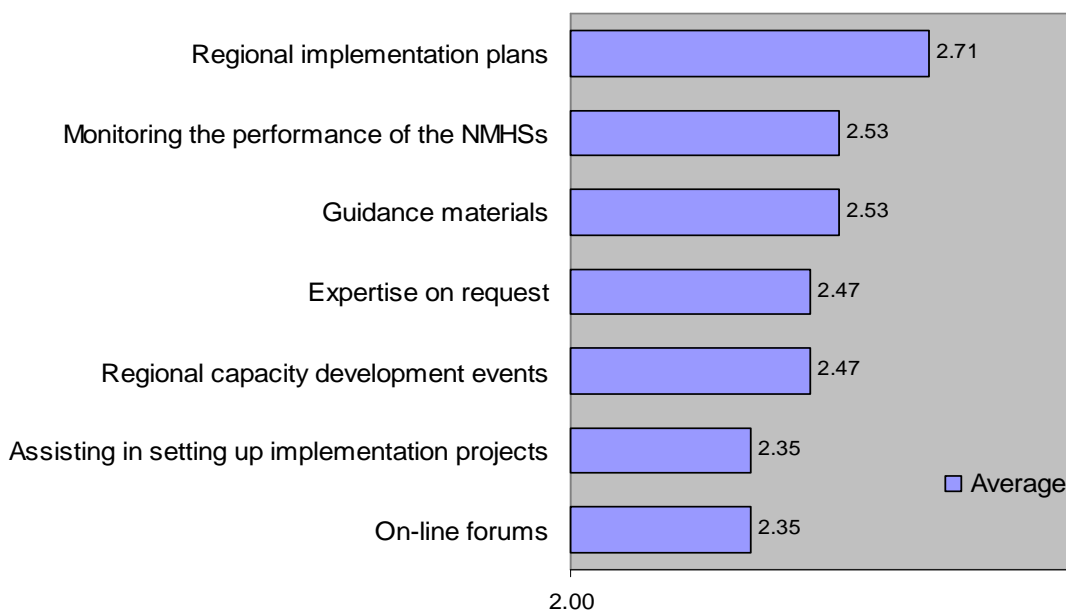 Regional implementation plans 2.71
Monitoring the performance of the NMHSs 2.53
Guidance materials 2.53
Expertise on request 2.47
Regional capacity development events 2.47
Assisting in setting up implementation projects 2.35
Average
On-line forums 2.35
2.00